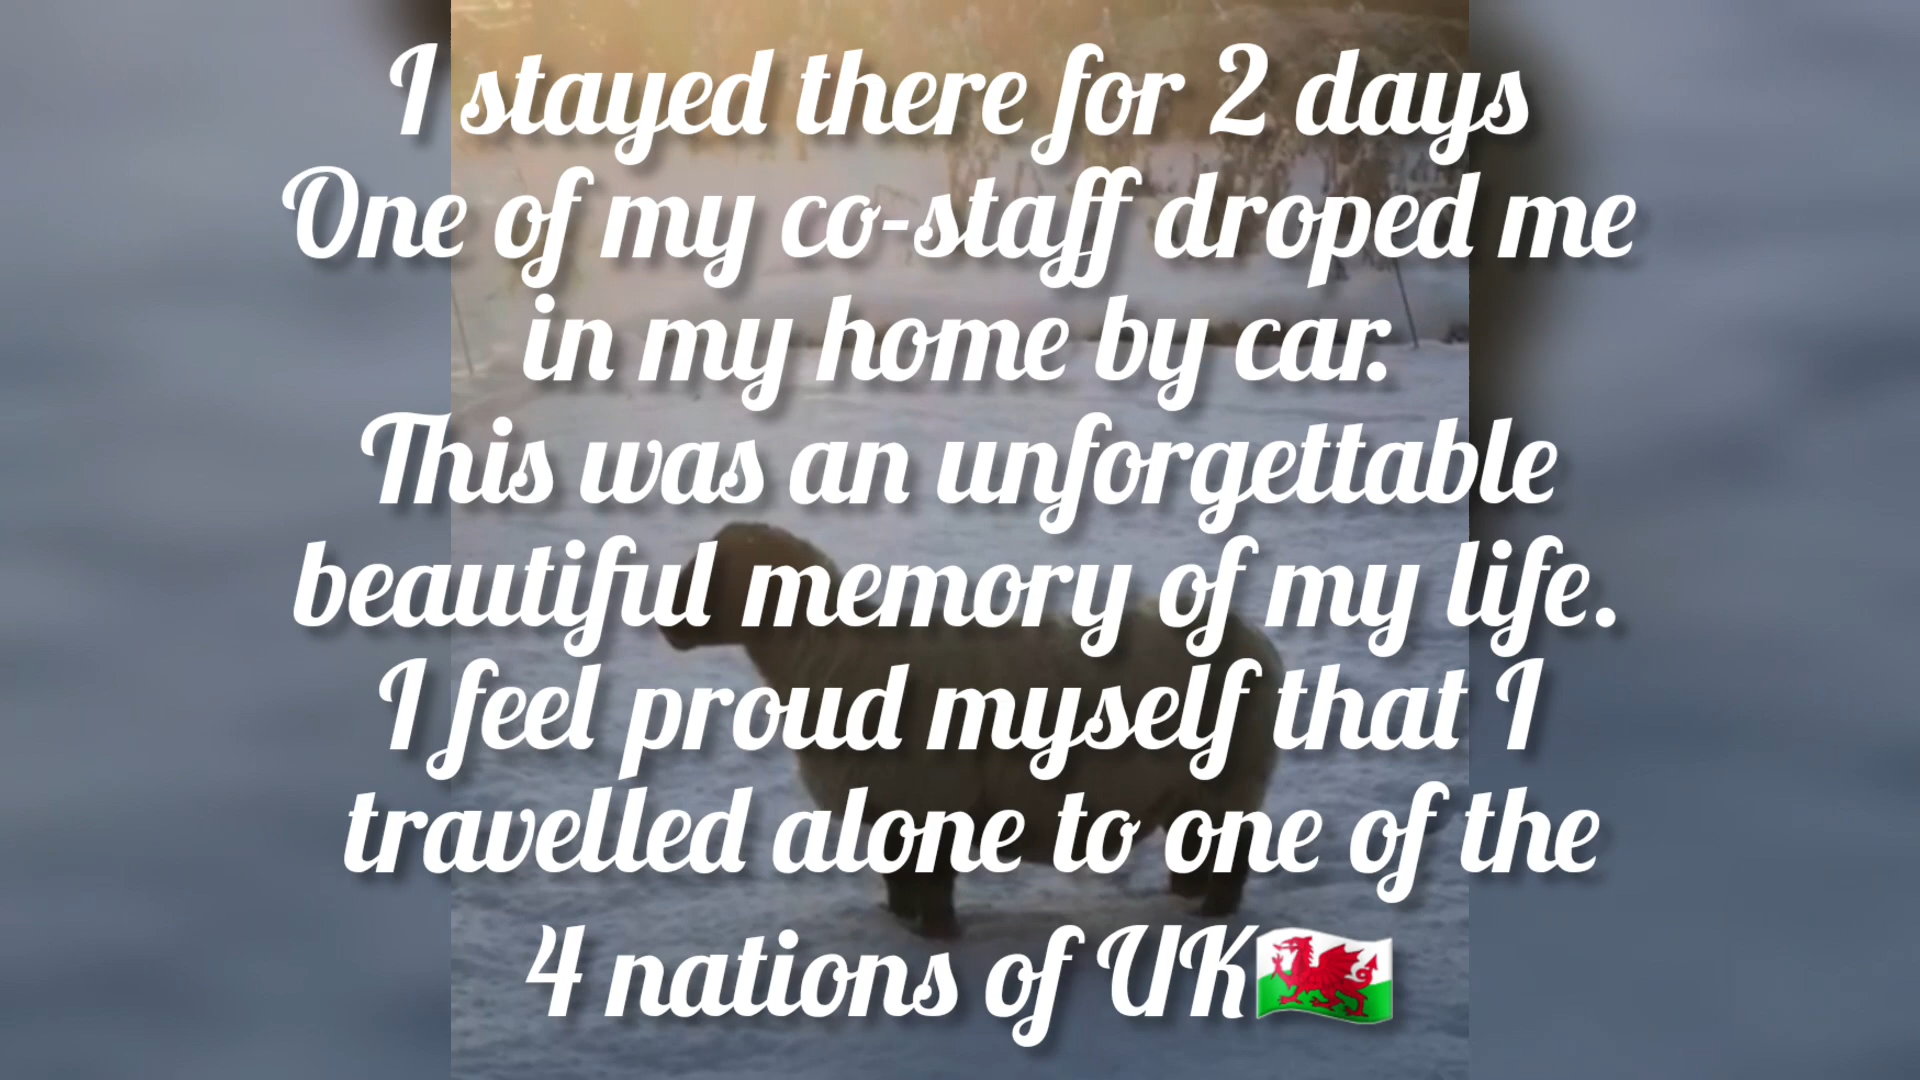 I stayed there for 2 days
One of my co-staff droped me
in my home by car.
This was an unforgettable
beautiful memory of my life.
I feel proud myself that I
travelled alone to one of the
4 nations of UK🏴󠁧󠁢󠁷󠁬󠁳󠁿